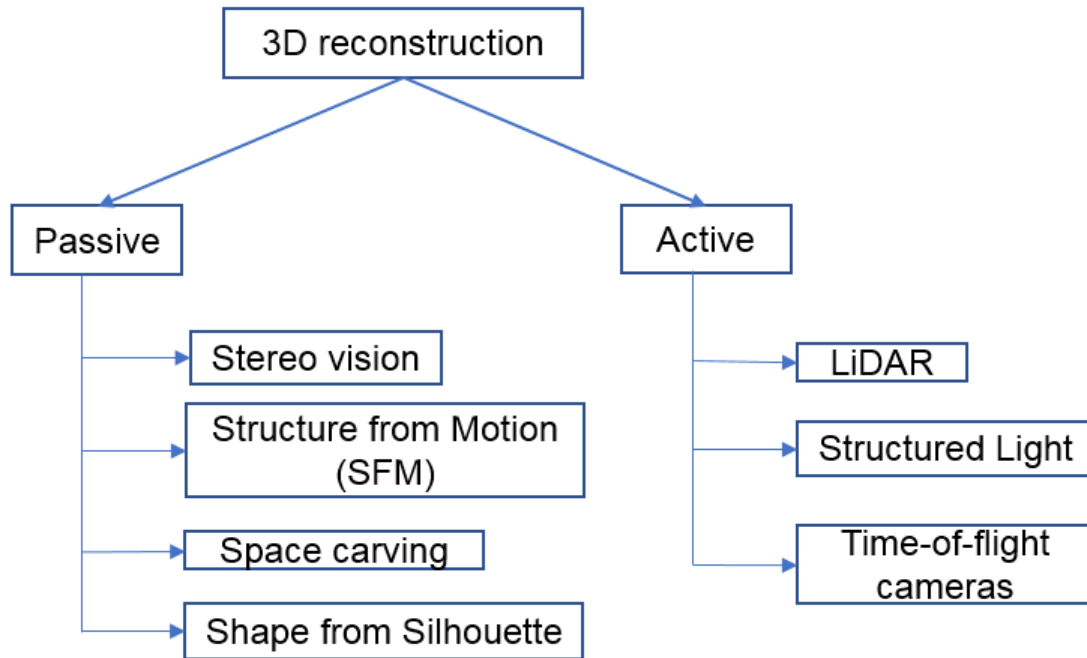 3D reconstruction
Passive
Active
Stereo vision
Structure from Motion
(SFM)
Space carving
Shape from Silhouette
LiDAR
Structured Light
Time-of-flight
cameras